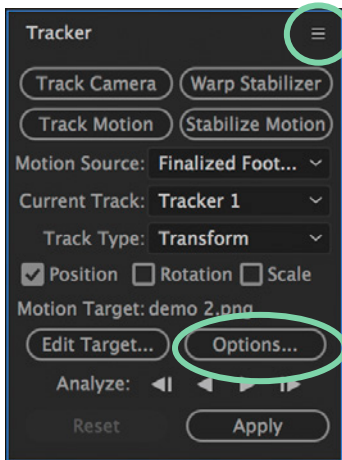 Tracker
Track Camera Warp Stabilizer
Track Motion Stabilize Motion
Motion Source: Finalized Foot...
Current Track: Tracker 1
Track Type: Transform
Position Rotation Scale
Motion Target: demo 2.png
Edit Target... Options...
Analyze:
Reset Apply